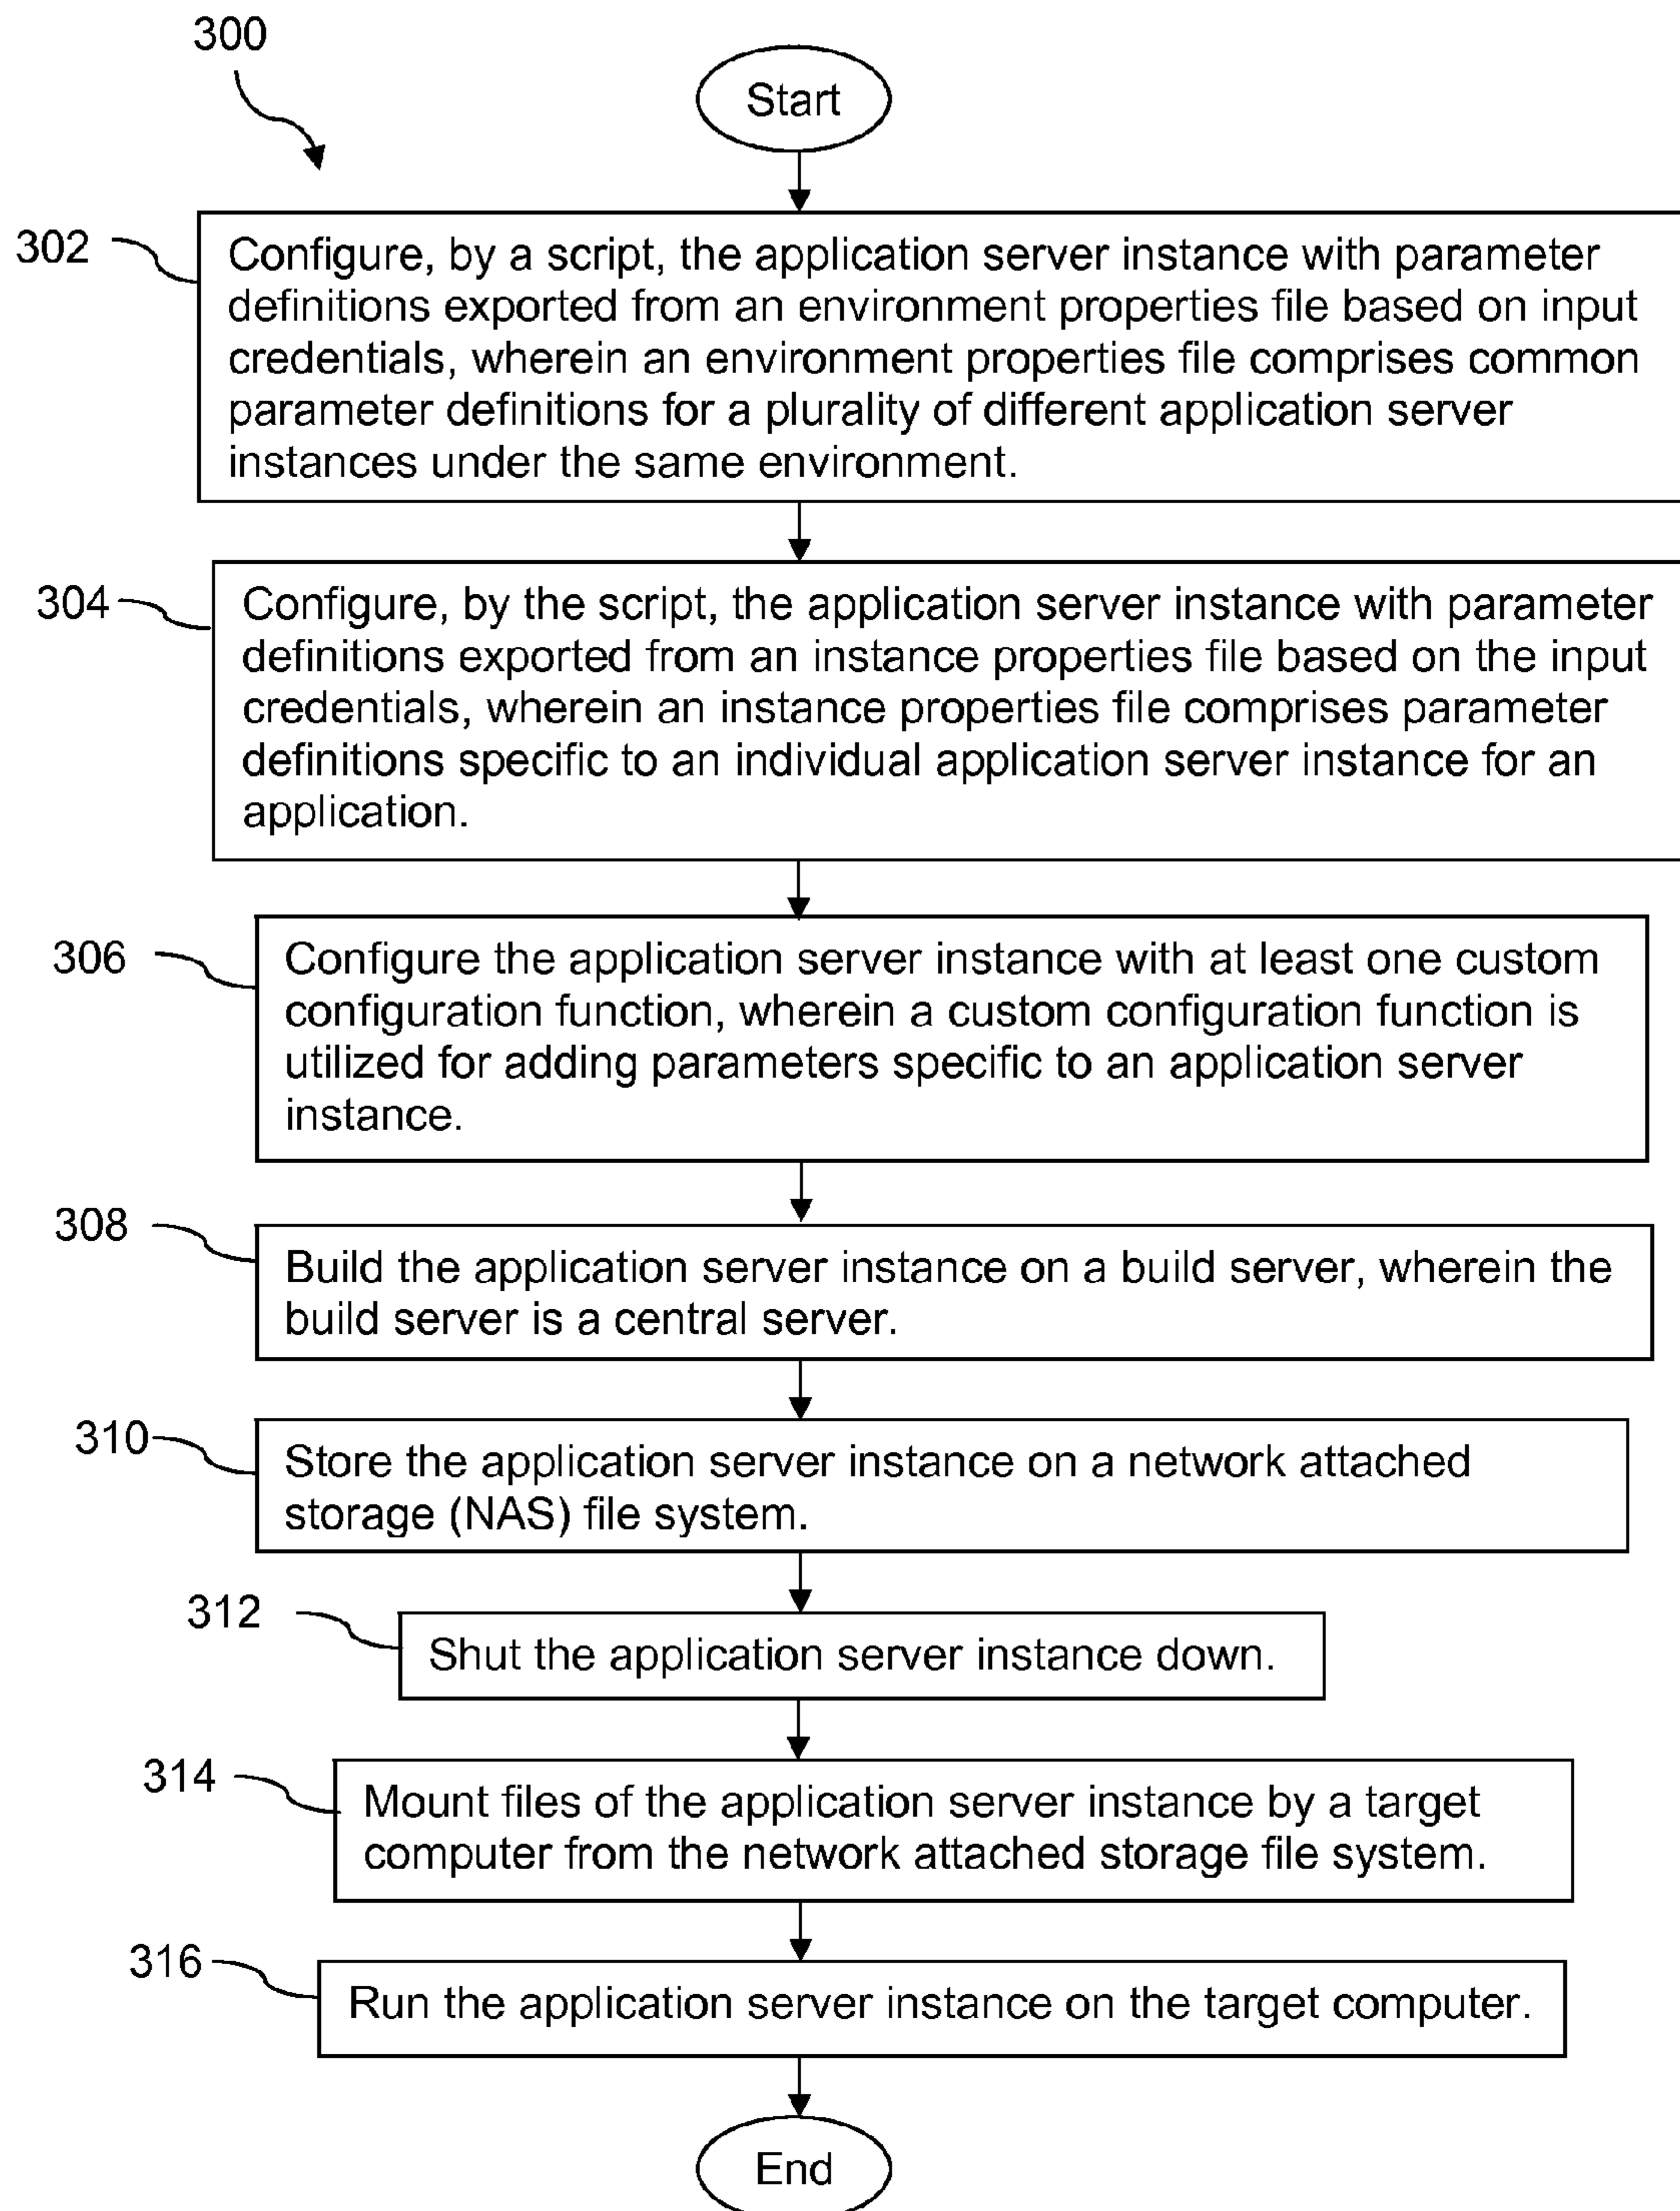 300
Start
302
Configure, by a script, the application server instance with parameter
definitions exported from an environment properties file based on input
credentials, wherein an environment properties file comprises common
parameter definitions for a plurality of different application server
instances under the same environment.
304
Configure, by the script, the application server instance with parameter
definitions exported from an instance properties file based on the input
credentials, wherein an instance properties file comprises parameter
definitions specific to an individual application server instance for an
application.
306
Configure the application server instance with at least one custom
configuration function, wherein a custom configuration function is
utilized for adding parameters specific to an application server
instance.
308
Build the application server instance on a build server, wherein the
build server is a central server.
310
Store the application server instance on a network attached
storage (NAS) file system.
312
Shut the application server instance down.
314
Mount files of the application server instance by a target
computer from the network attached storage file system.
316
Run the application server instance on the target computer.
End